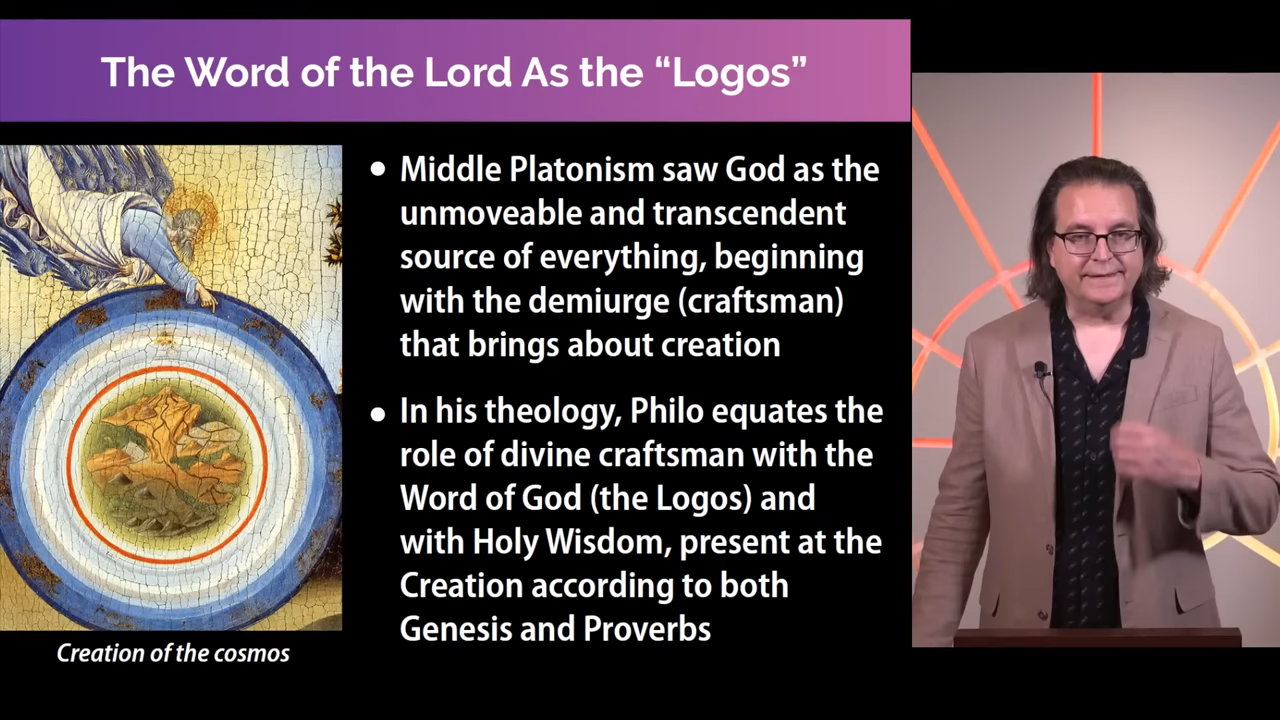 The Word of the Lord As the “Logos”
• Middle Platonism saw God as the
unmoveable and transcendent
source of everything, beginning
with the demiurge (craftsman)
that brings about creation
• In his theology, Philo equates the
role of divine craftsman with the
Word of God (the Logos) and
with Holy Wisdom, present at the
Creation according to both
Genesis and Proverbs
Creation of the cosmos